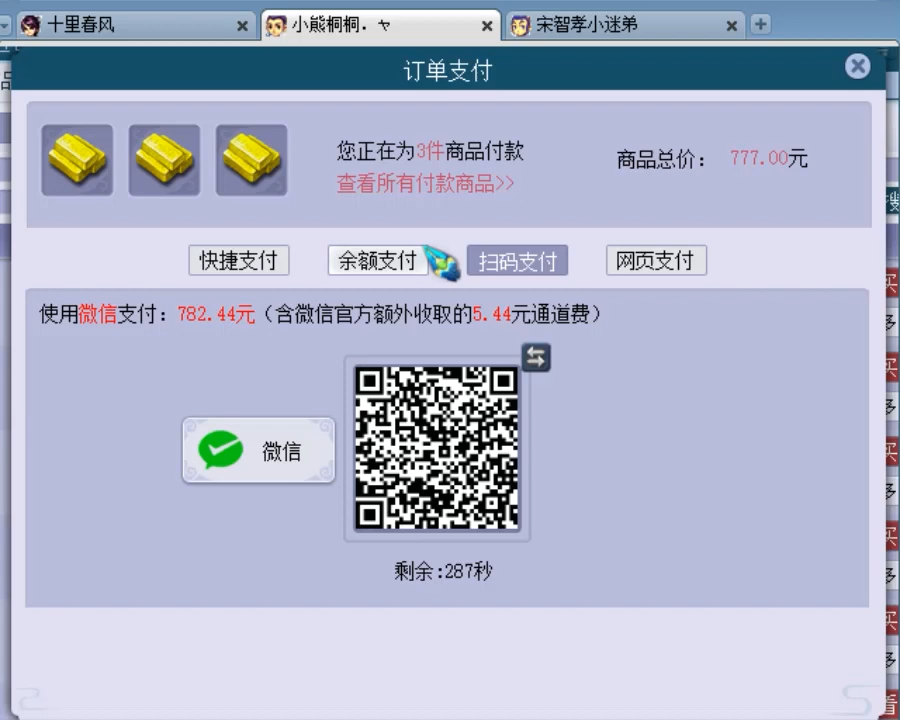 十里春风
小熊桐桐．ヤ
宋智孝小迷弟
订单支付
您正在为3件商品付款
查看所有付款商品>>
商品总价：777.00元
快捷支付
余额支付
扫码支付
网页支付
使用微信支付：782.44元（含微信官方额外收取的5.44元通道费）
微信
剩余:287秒